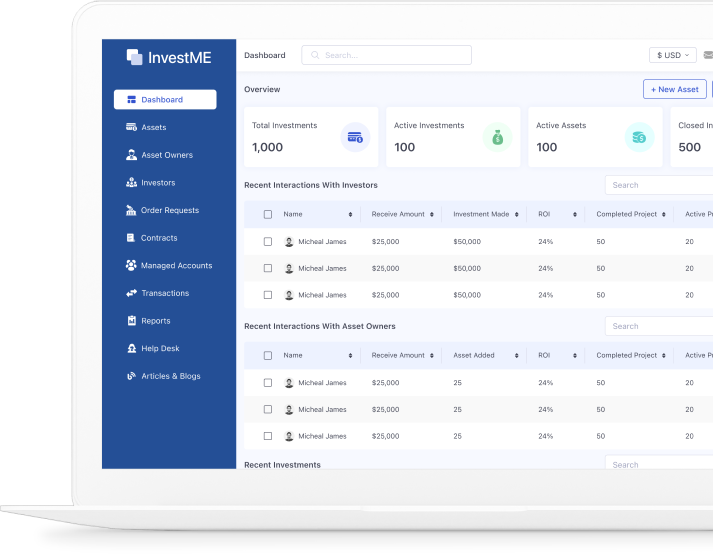 InvestME
Dashboard
Assets
Asset Owners
Investors
Order Requests
Contracts
Managed Accounts
Transactions
Reports
Help Desk
Articles & Blogs
Dashboard Search... $ USD
Overview + New Asset
Total Investments Active Investments Active Assets Closed In
1,000 100 100 500
Recent Interactions With Investors Search
Name Receive Amount Investment Made ROI Completed Project Active P
Micheal James $25,000 $50,000 24% 50 20
Micheal James $25,000 $50,000 24% 50 20
Micheal James $25,000 $50,000 24% 50 20
Recent Interactions With Asset Owners Search
Name Receive Amount Asset Added ROI Completed Project Active P
Micheal James $25,000 25 24% 50 20
Micheal James $25,000 25 24% 50 20
Micheal James $25,000 25 24% 50 20
Recent Investments Search